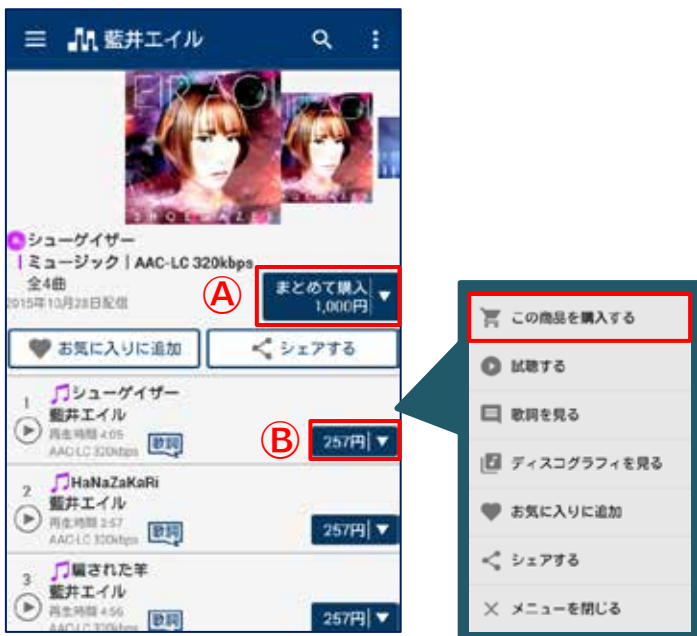 藍井エイル
EIR AOI
SHOEGAZER
シューゲイザー
ミュージック | AAC-LC 320kbps
全4曲
2015年10月28日配信
A
まとめて購入
1,000円
お気に入りに追加
シェアする
1
シューゲイザー
藍井エイル
再生時間 4:05
AAC-LC 320kbps
歌詞
B
257円
2
HaNaZaKaRi
藍井エイル
再生時間 3:57
AAC-LC 320kbps
歌詞
257円
3
騙された羊
藍井エイル
再生時間 4:56
AAC-LC 320kbps
歌詞
257円
この商品を購入する
試聴する
歌詞を見る
ディスコグラフィを見る
お気に入りに追加
シェアする
メニューを閉じる